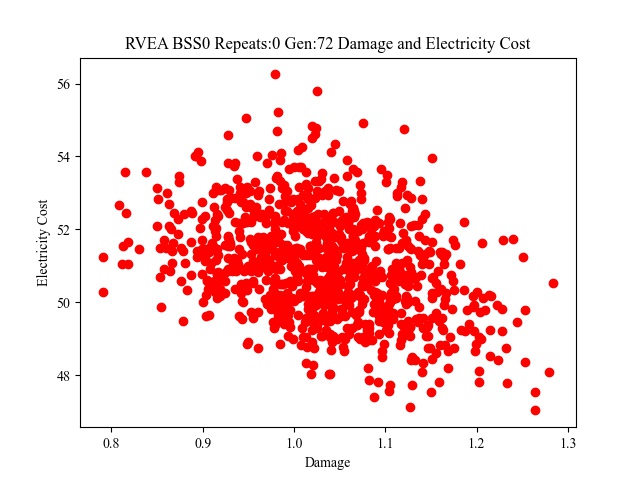 RVEA BSS0 Repeats:0 Gen:72 Damage and Electricity Cost
56
54
52
50
48
Electricity Cost
0.8 0.9 1.0 1.1 1.2 1.3
Damage